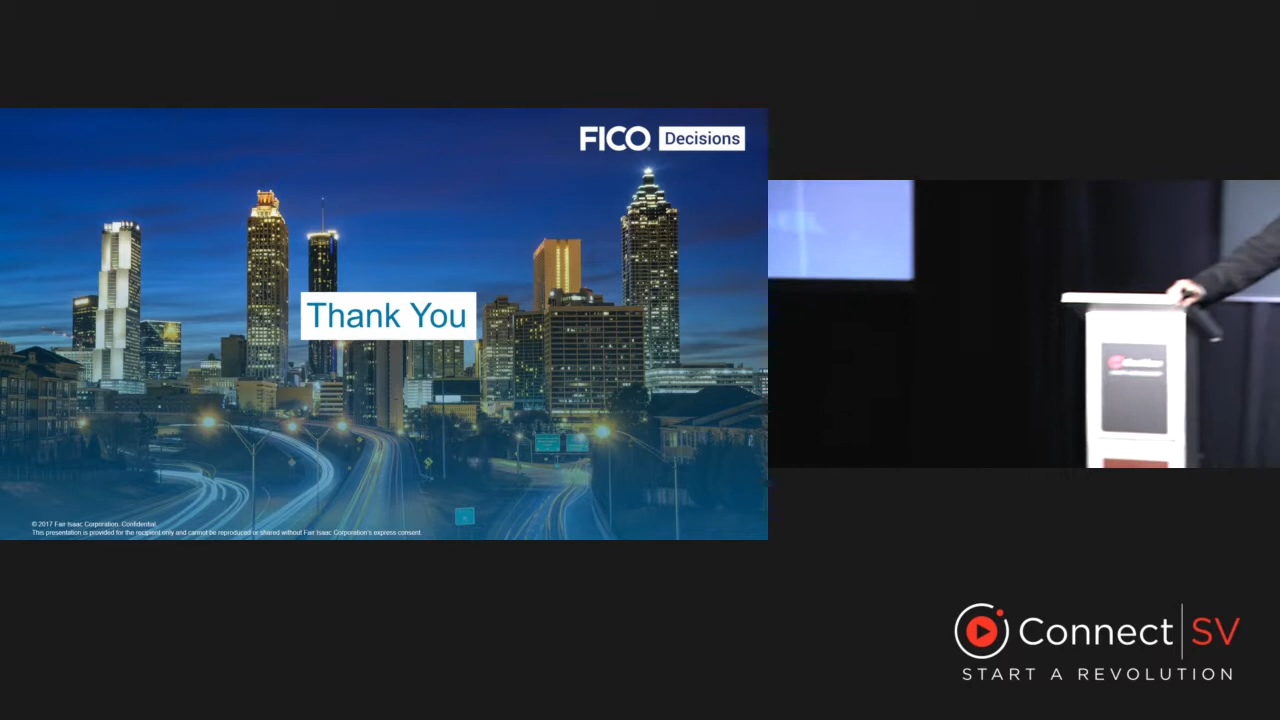 FICO Decisions
Thank You
© 2017 Fair Isaac Corporation. Confidential.
This presentation is provided for the recipient only and cannot be reproduced or shared without Fair Isaac Corporation's express consent.
Connect | SV
START A REVOLUTION